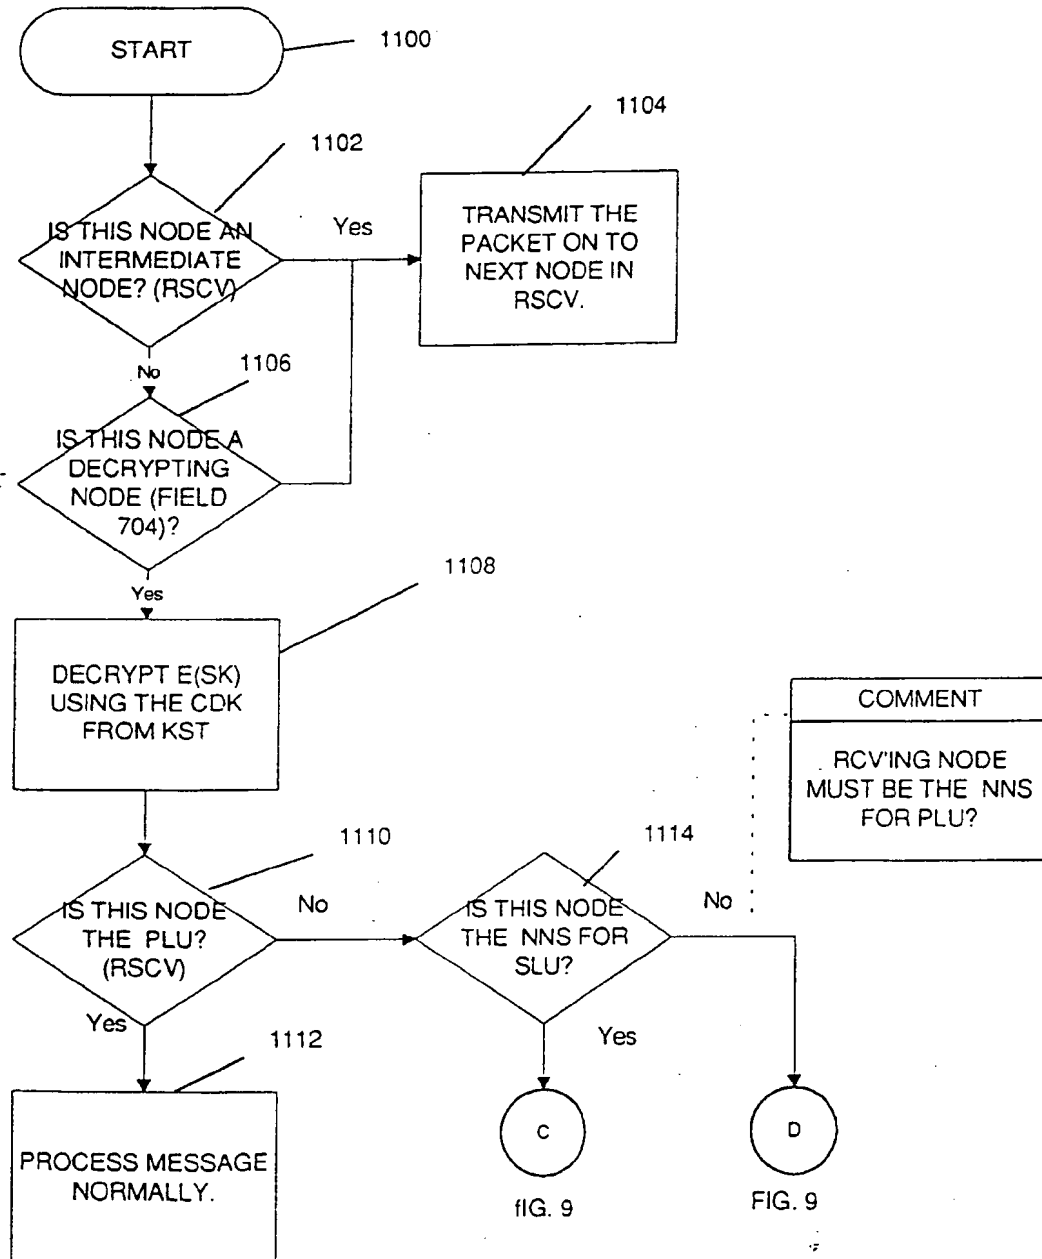 START
1100
1104
1102
IS THIS NODE AN
INTERMEDIATE
NODE? (RSCV)
Yes
TRANSMIT THE
PACKET ON TO
NEXT NODE IN
RSCV.
No
1106
IS THIS NODE A
DECRYPTING
NODE (FIELD
704)?
Yes
1108
DECRYPT E(SK)
USING THE CDK
FROM KST
COMMENT
RCV'ING NODE
MUST BE THE NNS
FOR PLU?
1110
1114
IS THIS NODE
THE PLU?
(RSCV)
No
IS THIS NODE
THE NNS FOR
SLU?
No
Yes
Yes
1112
PROCESS MESSAGE
NORMALLY.
C
fIG. 9
D
FIG. 9